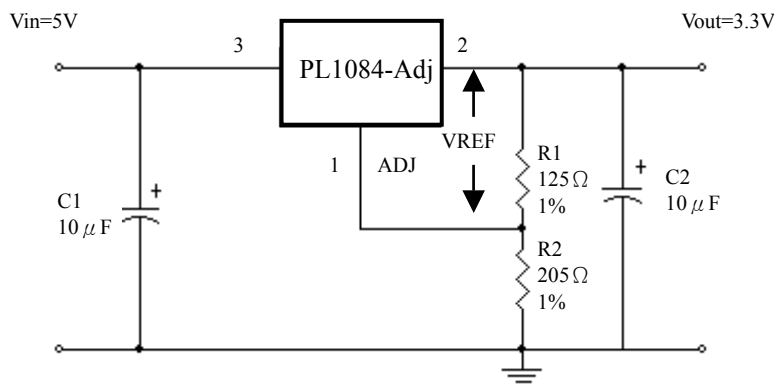 Vin=5V
Vout=3.3V
3
PL1084-Adj
2
VREF
1
ADJ
R1
125Ω
1%
C1
10μF
C2
10μF
R2
205Ω
1%
+
+